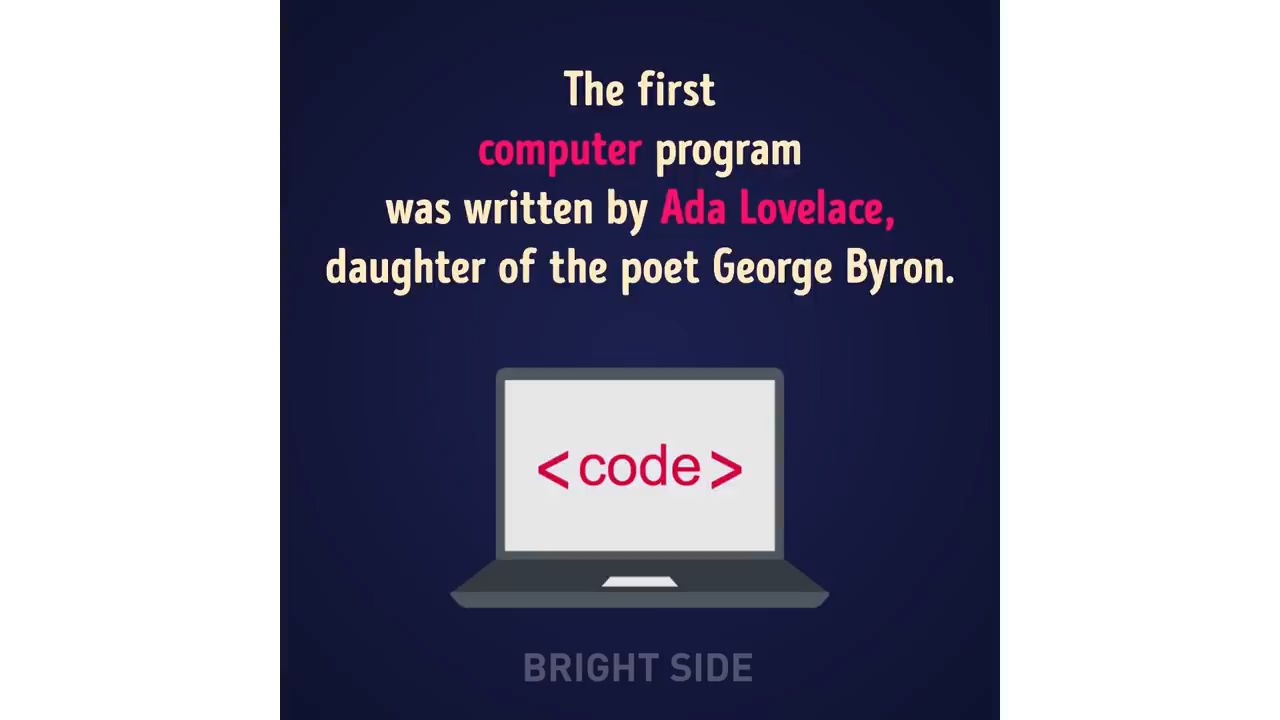 The first
computer program
was written by Ada Lovelace,
daughter of the poet George Byron.
<code>
BRIGHT SIDE